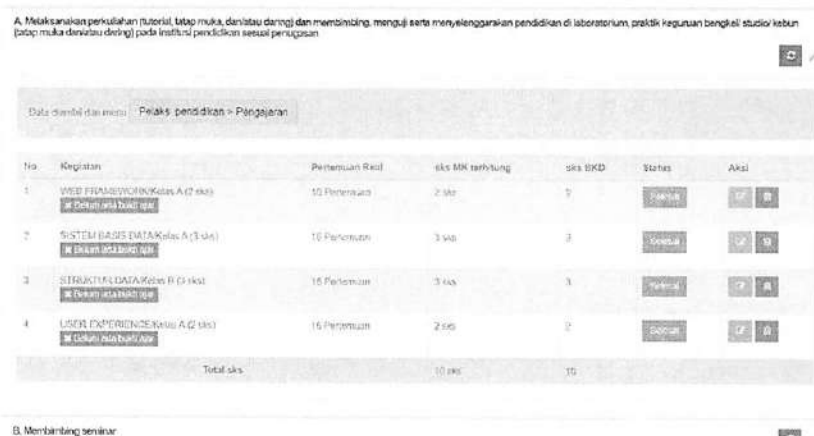 A. Melaksanakan perkuliahan (tutorial, tatap muka, dan/atau daring) dan membimbing, menguji serta menyelenggarakan pendidikan di laboratorium, praktik keguruan bengkel/ studio/ kebun
(tatap muka dan/atau daring) pada institusi pendidikan sesuai penugasan
Data diambil dari menu Pelaks. pendidikan > Pengajaran
No Kegiatan Pertemuan Riil sks MK terhitung sks BKD Status Aksi
1 WEB FRAMEWORK/Kelas A (2 sks) Pertemuan 2 sks 2 Selesai
Belum ada bukti ajar
2 SISTEM BASIS DATA/Kelas A (3 sks) 16 Pertemuan 3 sks 3 Selesai
Belum ada bukti ajar
3 STRUKTUR DATA/Kelas B (3 sks) 16 Pertemuan 3 sks 3 Selesai
Belum ada bukti ajar
4 USER EXPERIENCE/Kelas A (2 sks) 16 Pertemuan 2 sks 2 Selesai
Belum ada bukti ajar
Total sks 10 sks 10
B. Membimbing seminar